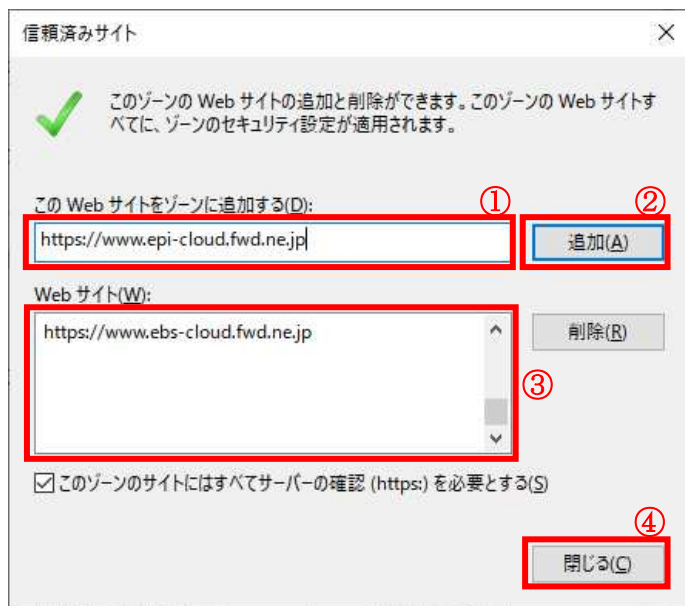 信頼済みサイト
このゾーンの Web サイトの追加と削除ができます。このゾーンの Web サイトす
べてに、ゾーンのセキュリティ設定が適用されます。
この Web サイトをゾーンに追加する(D):
①
②
https://www.epi-cloud.fwd.ne.jp
追加(A)
Web サイト(W):
https://www.ebs-cloud.fwd.ne.jp
削除(R)
③
このゾーンのサイトにはすべてサーバーの確認 (https:) を必要とする(S)
④
閉じる(C)